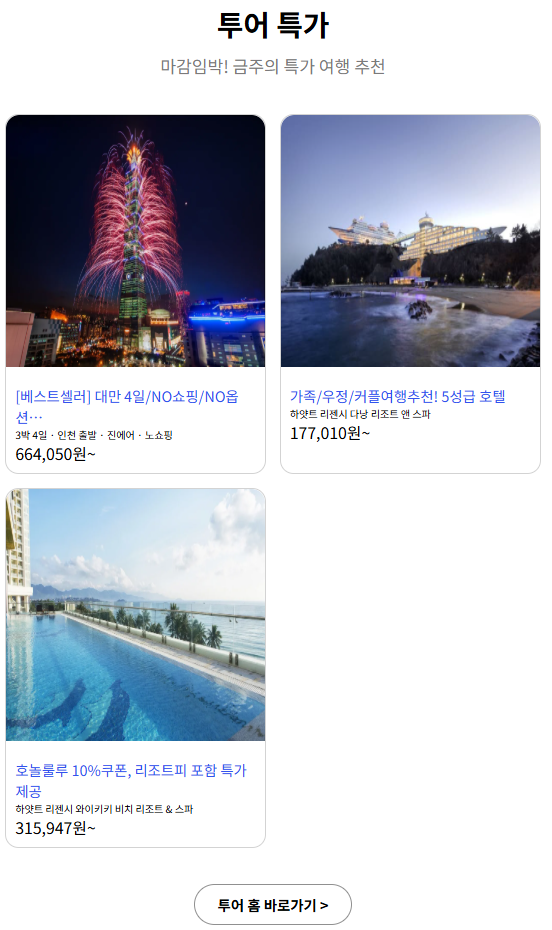 투어 특가
마감임박! 금주의 특가 여행 추천
[베스트셀러] 대만 4일/NO쇼핑/NO옵
션…
3박 4일 · 인천 출발 · 진에어 · 노쇼핑
664,050원~
가족/우정/커플여행추천! 5성급 호텔
하얏트 리젠시 다낭 리조트 앤 스파
177,010원~
호놀룰루 10%쿠폰, 리조트피 포함 특가
제공
하얏트 리젠시 와이키키 비치 리조트 & 스파
315,947원~
투어 홈 바로가기 >